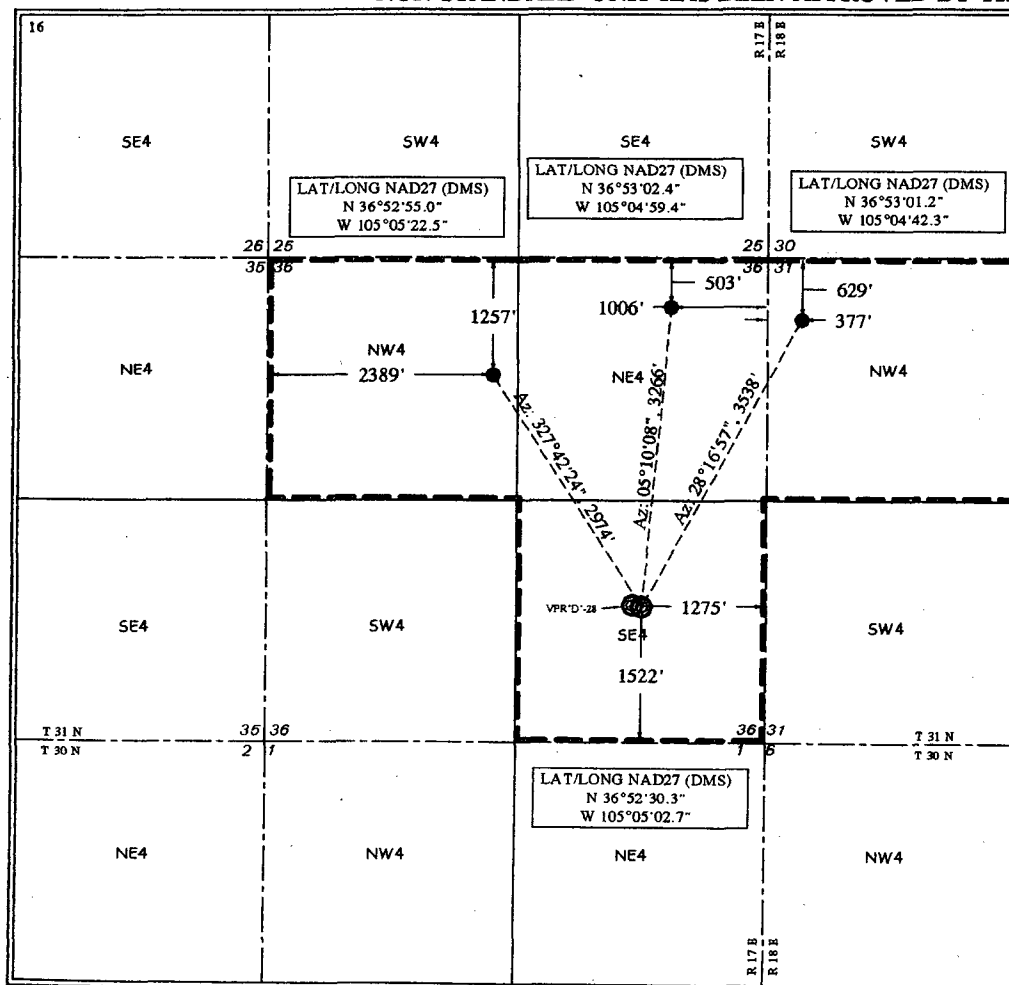 16
R 17 E
R 18 E
SE4
SW4
SE4
SW4
LAT/LONG NAD27 (DMS)
N 36°52'55.0"
W 105°05'22.5"
LAT/LONG NAD27 (DMS)
N 36°53'02.4"
W 105°04'59.4"
LAT/LONG NAD27 (DMS)
N 36°53'01.2"
W 105°04'42.3"
26 25
35 36
25 30
36 31
503'
629'
1006'
377'
1257'
NE4
NW4
2389'
NE4
NW4
Az: 327°42'24" 2974'
Az: 05°10'08", 3266'
Az: 28°16'57", 3538'
VPR'D'-28
1275'
SE4
SW4
SE4
SW4
1522'
T 31 N
T 30 N
35 36
2 1
36 31
1 6
T 31 N
T 30 N
LAT/LONG NAD27 (DMS)
N 36°52'30.3"
W 105°05'02.7"
NE4
NW4
NE4
NW4
R 17 E
R 18 E